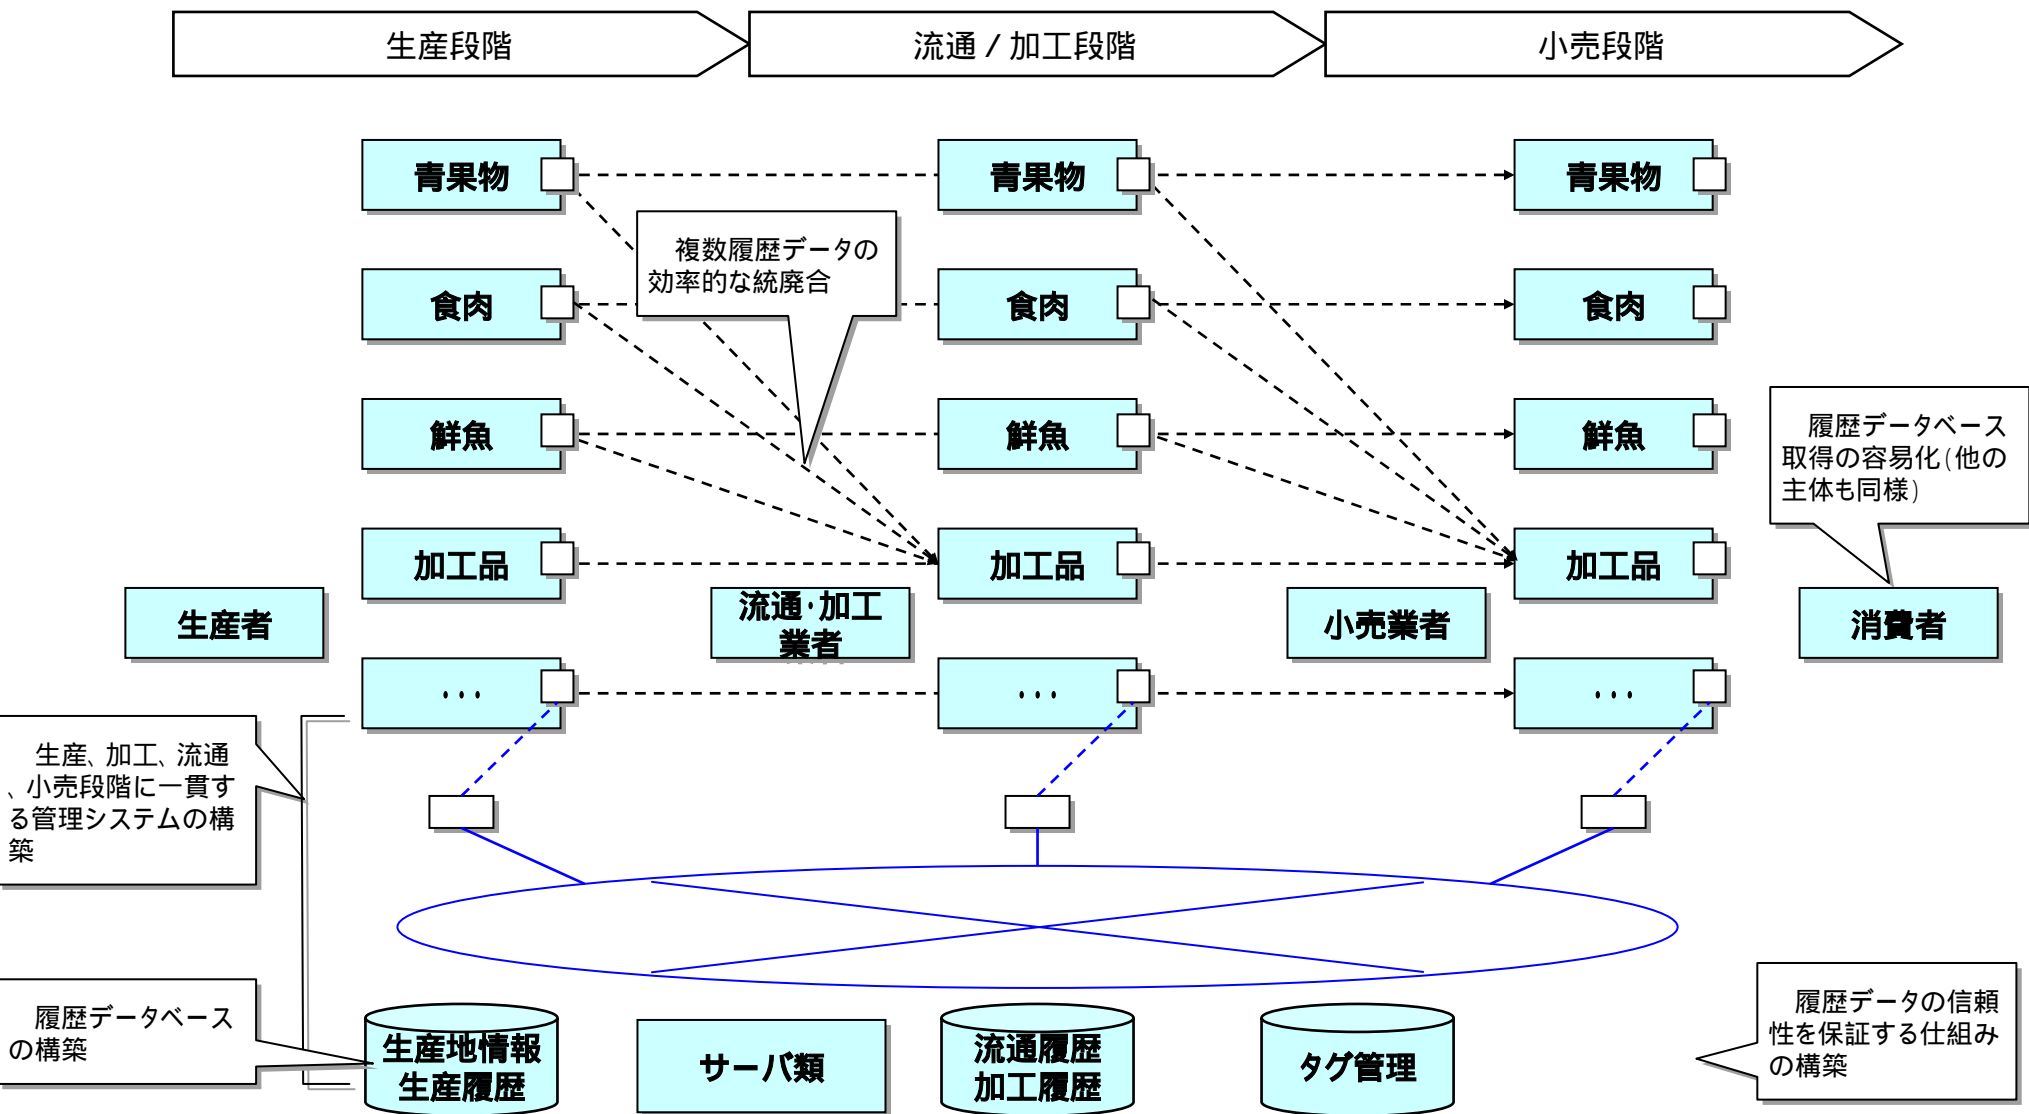 生産段階
流通/加工段階
小売段階
青果物
青果物
青果物
複数履歴データの
効率的な統廃合
食肉
食肉
食肉
鮮魚
鮮魚
鮮魚
履歴データベース
取得の容易化(他の
主体も同様)
加工品
加工品
加工品
生産者
流通・加工
業者
小売業者
消費者
・・・
・・・
・・・
生産、加工、流通
、小売段階に一貫す
る管理システムの構
築
履歴データベース
の構築
生産地情報
生産履歴
サーバ類
流通履歴
加工履歴
タグ管理
履歴データの信頼
性を保証する仕組み
の構築